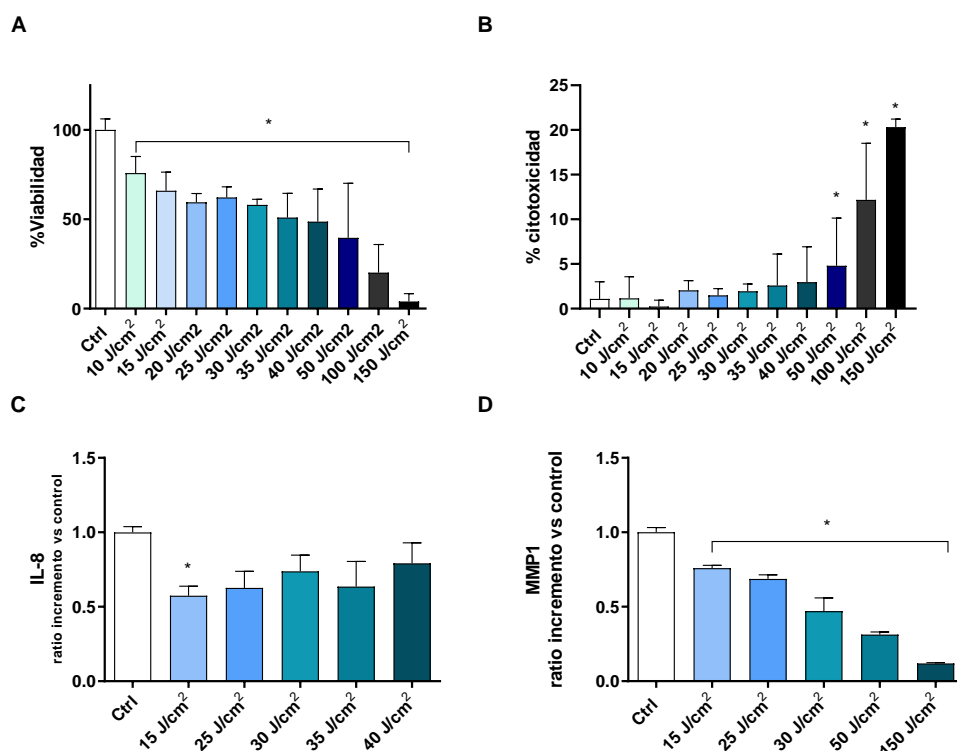 A
%Viabilidad
100
50
0
*
Ctrl
10 J/cm²
15 J/cm²
20 J/cm2
25 J/cm2
30 J/cm2
35 J/cm2
40 J/cm2
50 J/cm2
100 J/cm2
150 J/cm²
B
% citotoxicidad
25
20
15
10
5
0
*
*
*
Ctrl
10 J/cm²
15 J/cm²
20 J/cm²
25 J/cm²
30 J/cm²
35 J/cm²
40 J/cm²
50 J/cm²
100 J/cm²
150 J/cm²
C
IL-8
ratio incremento vs control
1.5
1.0
0.5
0.0
*
Ctrl
15 J/cm²
25 J/cm²
30 J/cm²
35 J/cm²
40 J/cm²
D
MMP1
ratio incremento vs control
1.5
1.0
0.5
0.0
*
Ctrl
15 J/cm²
25 J/cm²
30 J/cm²
50 J/cm²
150 J/cm²